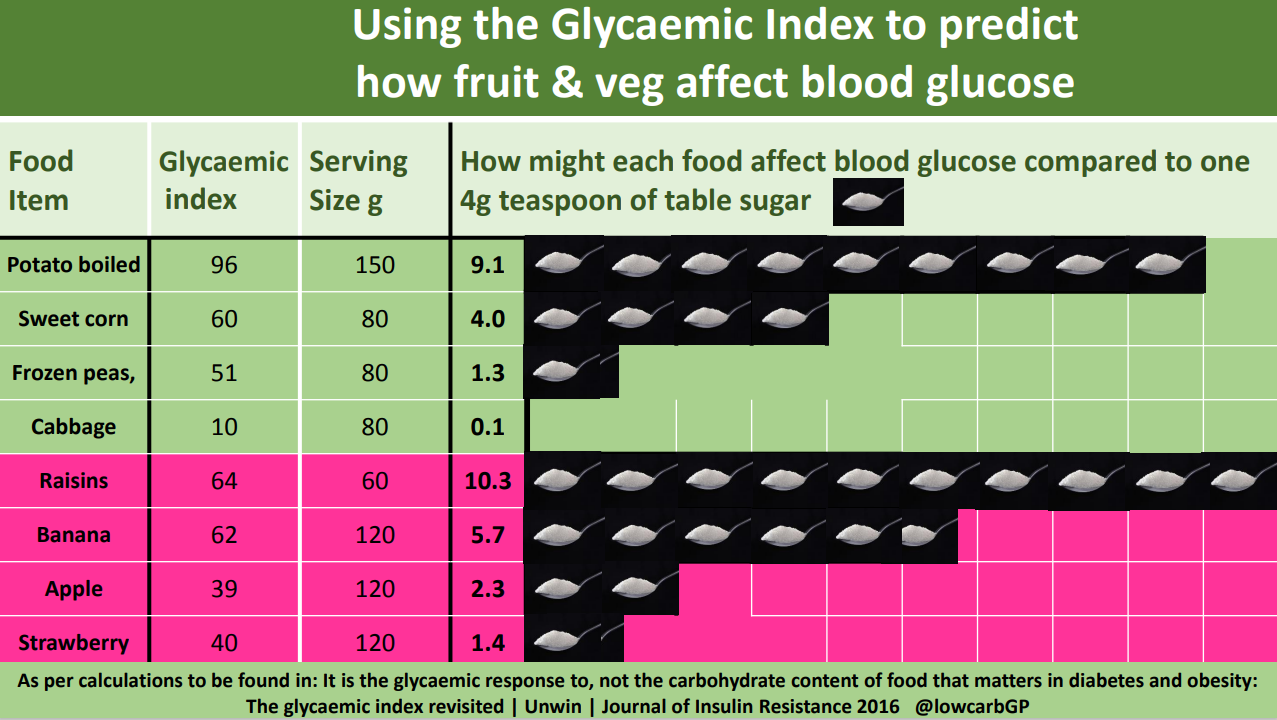 Using the Glycaemic Index to predict
how fruit & veg affect blood glucose
Food Item Glycaemic index Serving Size g How might each food affect blood glucose compared to one 4g teaspoon of table sugar
Potato boiled 96 150 9.1
Sweet corn 60 80 4.0
Frozen peas, 51 80 1.3
Cabbage 10 80 0.1
Raisins 64 60 10.3
Banana 62 120 5.7
Apple 39 120 2.3
Strawberry 40 120 1.4
As per calculations to be found in: It is the glycaemic response to, not the carbohydrate content of food that matters in diabetes and obesity:
The glycaemic index revisited | Unwin | Journal of Insulin Resistance 2016 @lowcarbGP